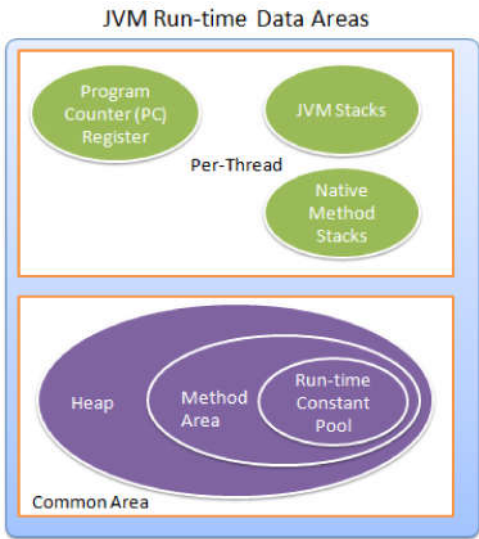 JVM Run-time Data Areas
Program
Counter (PC)
Register
JVM Stacks
Per-Thread
Native
Method
Stacks
Heap
Method
Area
Run-time
Constant
Pool
Common Area